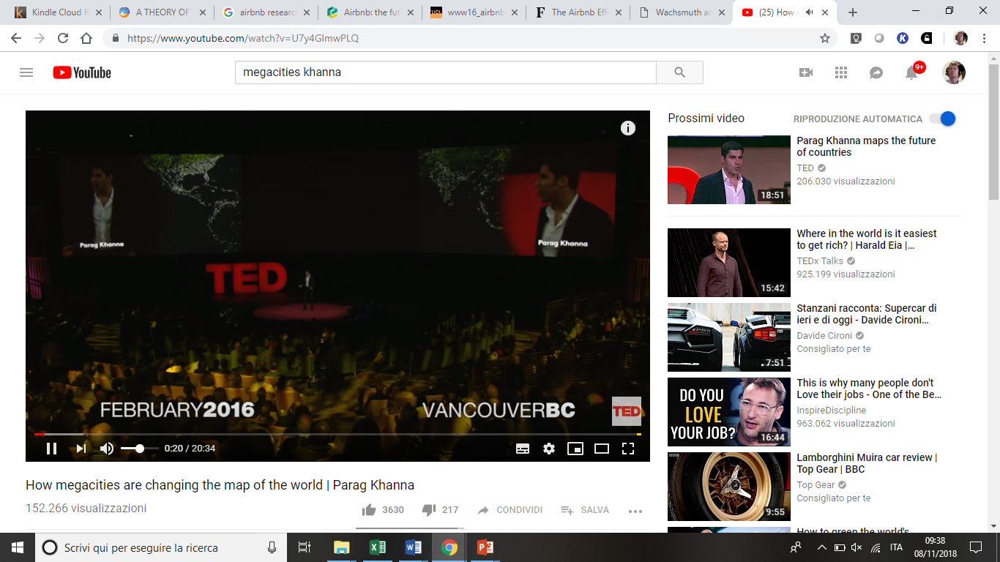 Kindle Cloud R
A THEORY OF
airbnb research
Airbnb: the fut
www16_airbnb
The Airbnb Eff
Wachsmuth an
(25) How
https://www.youtube.com/watch?v=U7y4GlmwPLQ
YouTube
megacities khanna
9+
Parag Khanna
Parag Khanna
TED
FEBRUARY2016
VANCOUVERBC
TED
0:20 / 20:34
How megacities are changing the map of the world | Parag Khanna
152.266 visualizzazioni
3630
217
CONDIVIDI
SALVA
Prossimi video
RIPRODUZIONE AUTOMATICA
18:51
Parag Khanna maps the future
of countries
TED
206.030 visualizzazioni
15:42
Where in the world is it easiest
to get rich? | Harald Eia |...
TEDx Talks
925.199 visualizzazioni
7:51
Stanzani racconta: Supercar di
ieri e di oggi - Davide Cironi...
Davide Cironi
Consigliato per te
DO YOU
LOVE
YOUR JOB?
16:44
This is why many people don't
Love their jobs - One of the Be...
InspireDiscipline
963.062 visualizzazioni
BBC
9:55
Lamborghini Muira car review |
Top Gear | BBC
Top Gear
Consigliato per te
How to green the world's
Scrivi qui per eseguire la ricerca
ITA
09:38
08/11/2018